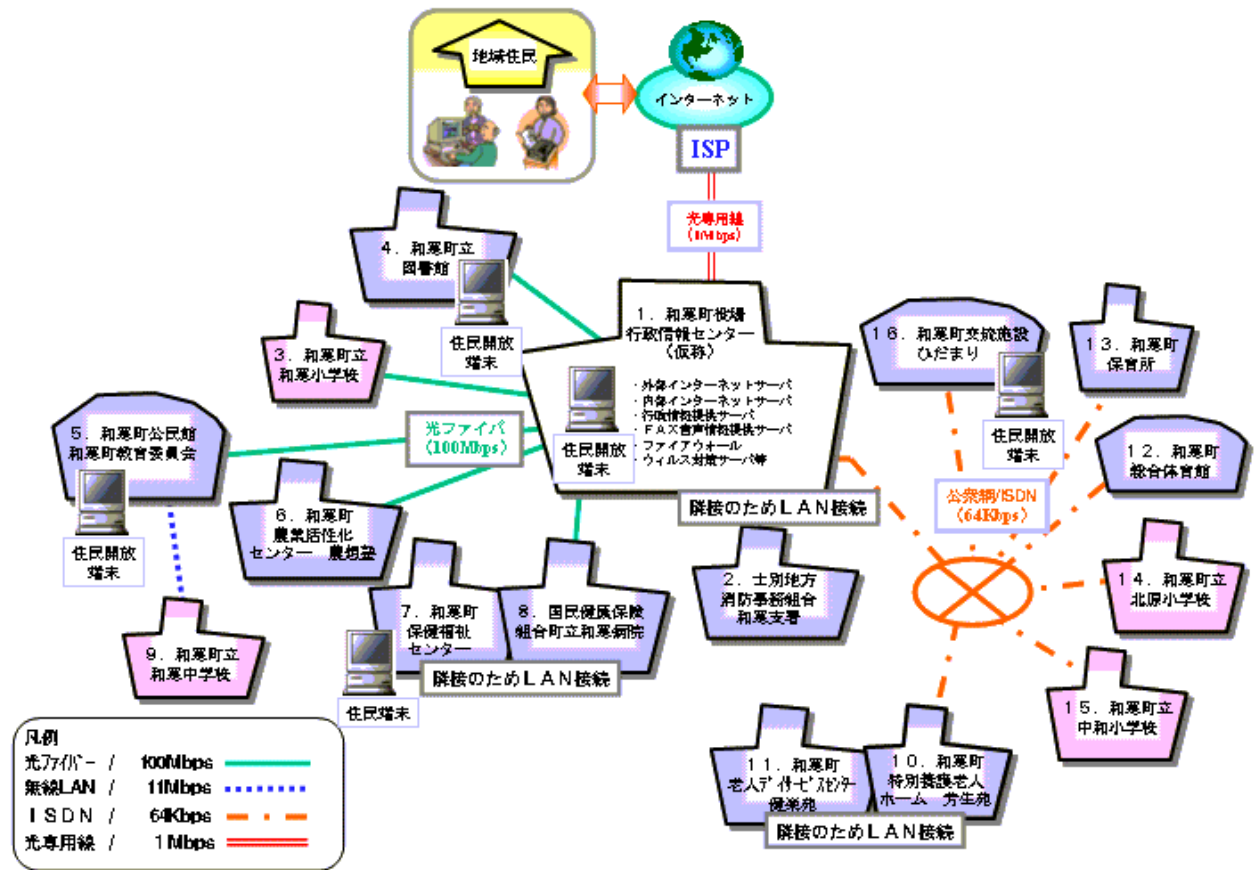 地域住民
インターネット
ISP
光専用線
(1Mbps)
4．和寒町立
図書館
住民開放
端末
3．和寒町立
和寒小学校
1．和寒町役場
行政情報センター
(仮称)
・外部インターネットサーバ
・内部インターネットサーバ
・行政情報提供サーバ
・ＦＡＸ音声情報提供サーバ
・ファイアウォール
・ウィルス対策サーバ等
住民開放
端末
隣接のためＬＡＮ接続
16．和寒町交流施設
ひだまり
住民開放
端末
13．和寒町
保育所
12．和寒町
総合体育館
5．和寒町公民館
和寒町教育委員会
住民開放
端末
光ファイバ
(100Mbps)
6．和寒町
農業活性化
センター　農想塾
公衆網/ISDN
(64Kbps)
7．和寒町
保健福祉
センター
8．国民健康保険
組合町立和寒病院
隣接のためＬＡＮ接続
住民端末
2．士別地方
消防事務組合
和寒支署
14．和寒町立
北原小学校
9．和寒町立
和寒中学校
15．和寒町立
中和小学校
11．和寒町
老人ﾃﾞｲｻｰﾋﾞｽｾﾝﾀｰ
健楽苑
10．和寒町
特別養護老人
ホーム　芳生苑
隣接のためＬＡＮ接続
凡例
光ﾌｧｲﾊﾞｰ / 100Mbps
無線LAN / 11Mbps
ＩＳＤＮ / 64Kbps
光専用線 / 1Mbps